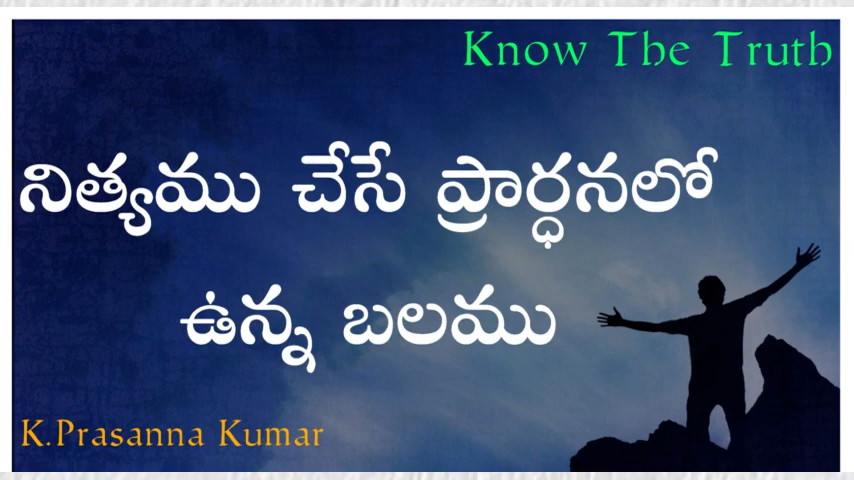 Know The Truth
నిత్యము చేసే ప్రార్ధనలో
ఉన్న బలము
K.Prasanna Kumar